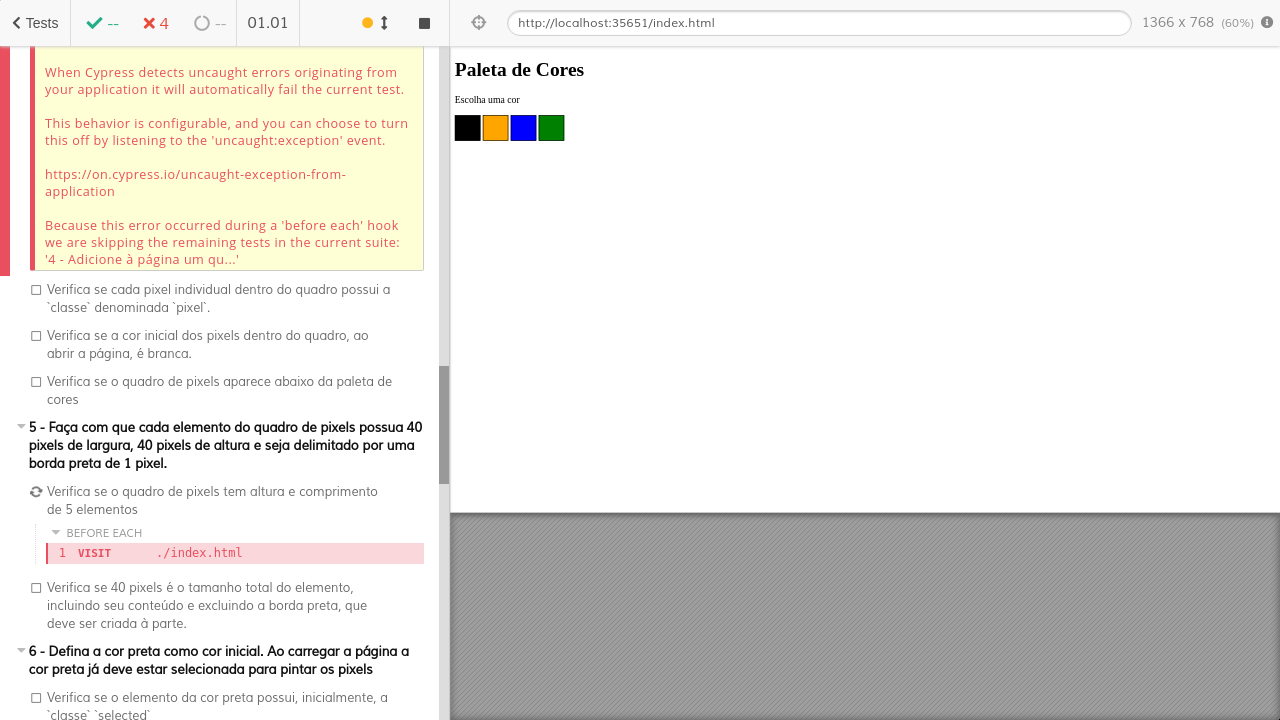 Tests
--
4
--
01.01
http://localhost:35651/index.html
1366 x 768 (60%)
When Cypress detects uncaught errors originating from
your application it will automatically fail the current test.
This behavior is configurable, and you can choose to turn
this off by listening to the 'uncaught:exception' event.
https://on.cypress.io/uncaught-exception-from-
application
Because this error occurred during a 'before each' hook
we are skipping the remaining tests in the current suite:
'4 - Adicione à página um qu...'
Verifica se cada pixel individual dentro do quadro possui a
`classe` denominada `pixel`.
Verifica se a cor inicial dos pixels dentro do quadro, ao
abrir a página, é branca.
Verifica se o quadro de pixels aparece abaixo da paleta de
cores
5 - Faça com que cada elemento do quadro de pixels possua 40
pixels de largura, 40 pixels de altura e seja delimitado por uma
borda preta de 1 pixel.
Verifica se o quadro de pixels tem altura e comprimento
de 5 elementos
BEFORE EACH
1 VISIT ./index.html
Verifica se 40 pixels é o tamanho total do elemento,
incluindo seu conteúdo e excluindo a borda preta, que
deve ser criada à parte.
6 - Defina a cor preta como cor inicial. Ao carregar a página a
cor preta já deve estar selecionada para pintar os pixels
Verifica se o elemento da cor preta possui, inicialmente, a
`classe` `selected`
Paleta de Cores
Escolha uma cor